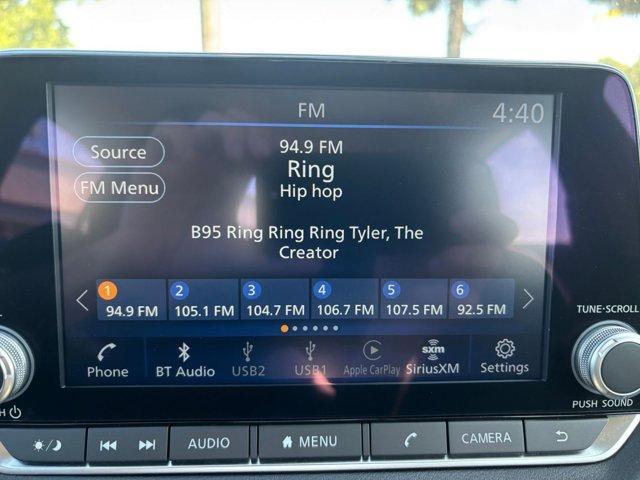 FM
4:40
Source
94.9 FM
Ring
FM Menu
Hip hop
B95 Ring Ring Ring Tyler, The
Creator
1 2 3 4 5 6
94.9 FM 105.1 FM 104.7 FM 106.7 FM 107.5 FM 92.5 FM
TUNE·SCROLL
sxm
Phone BT Audio USB2 USB1 Apple CarPlay SiriusXM Settings
PUSH SOUND
AUDIO MENU CAMERA